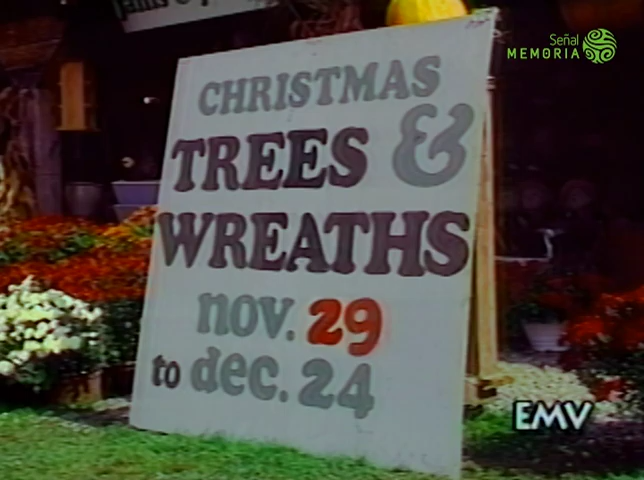 Señal
MEMORIA
CHRISTMAS
TREES &
WREATHS
nov. 29
to dec. 24
EMV